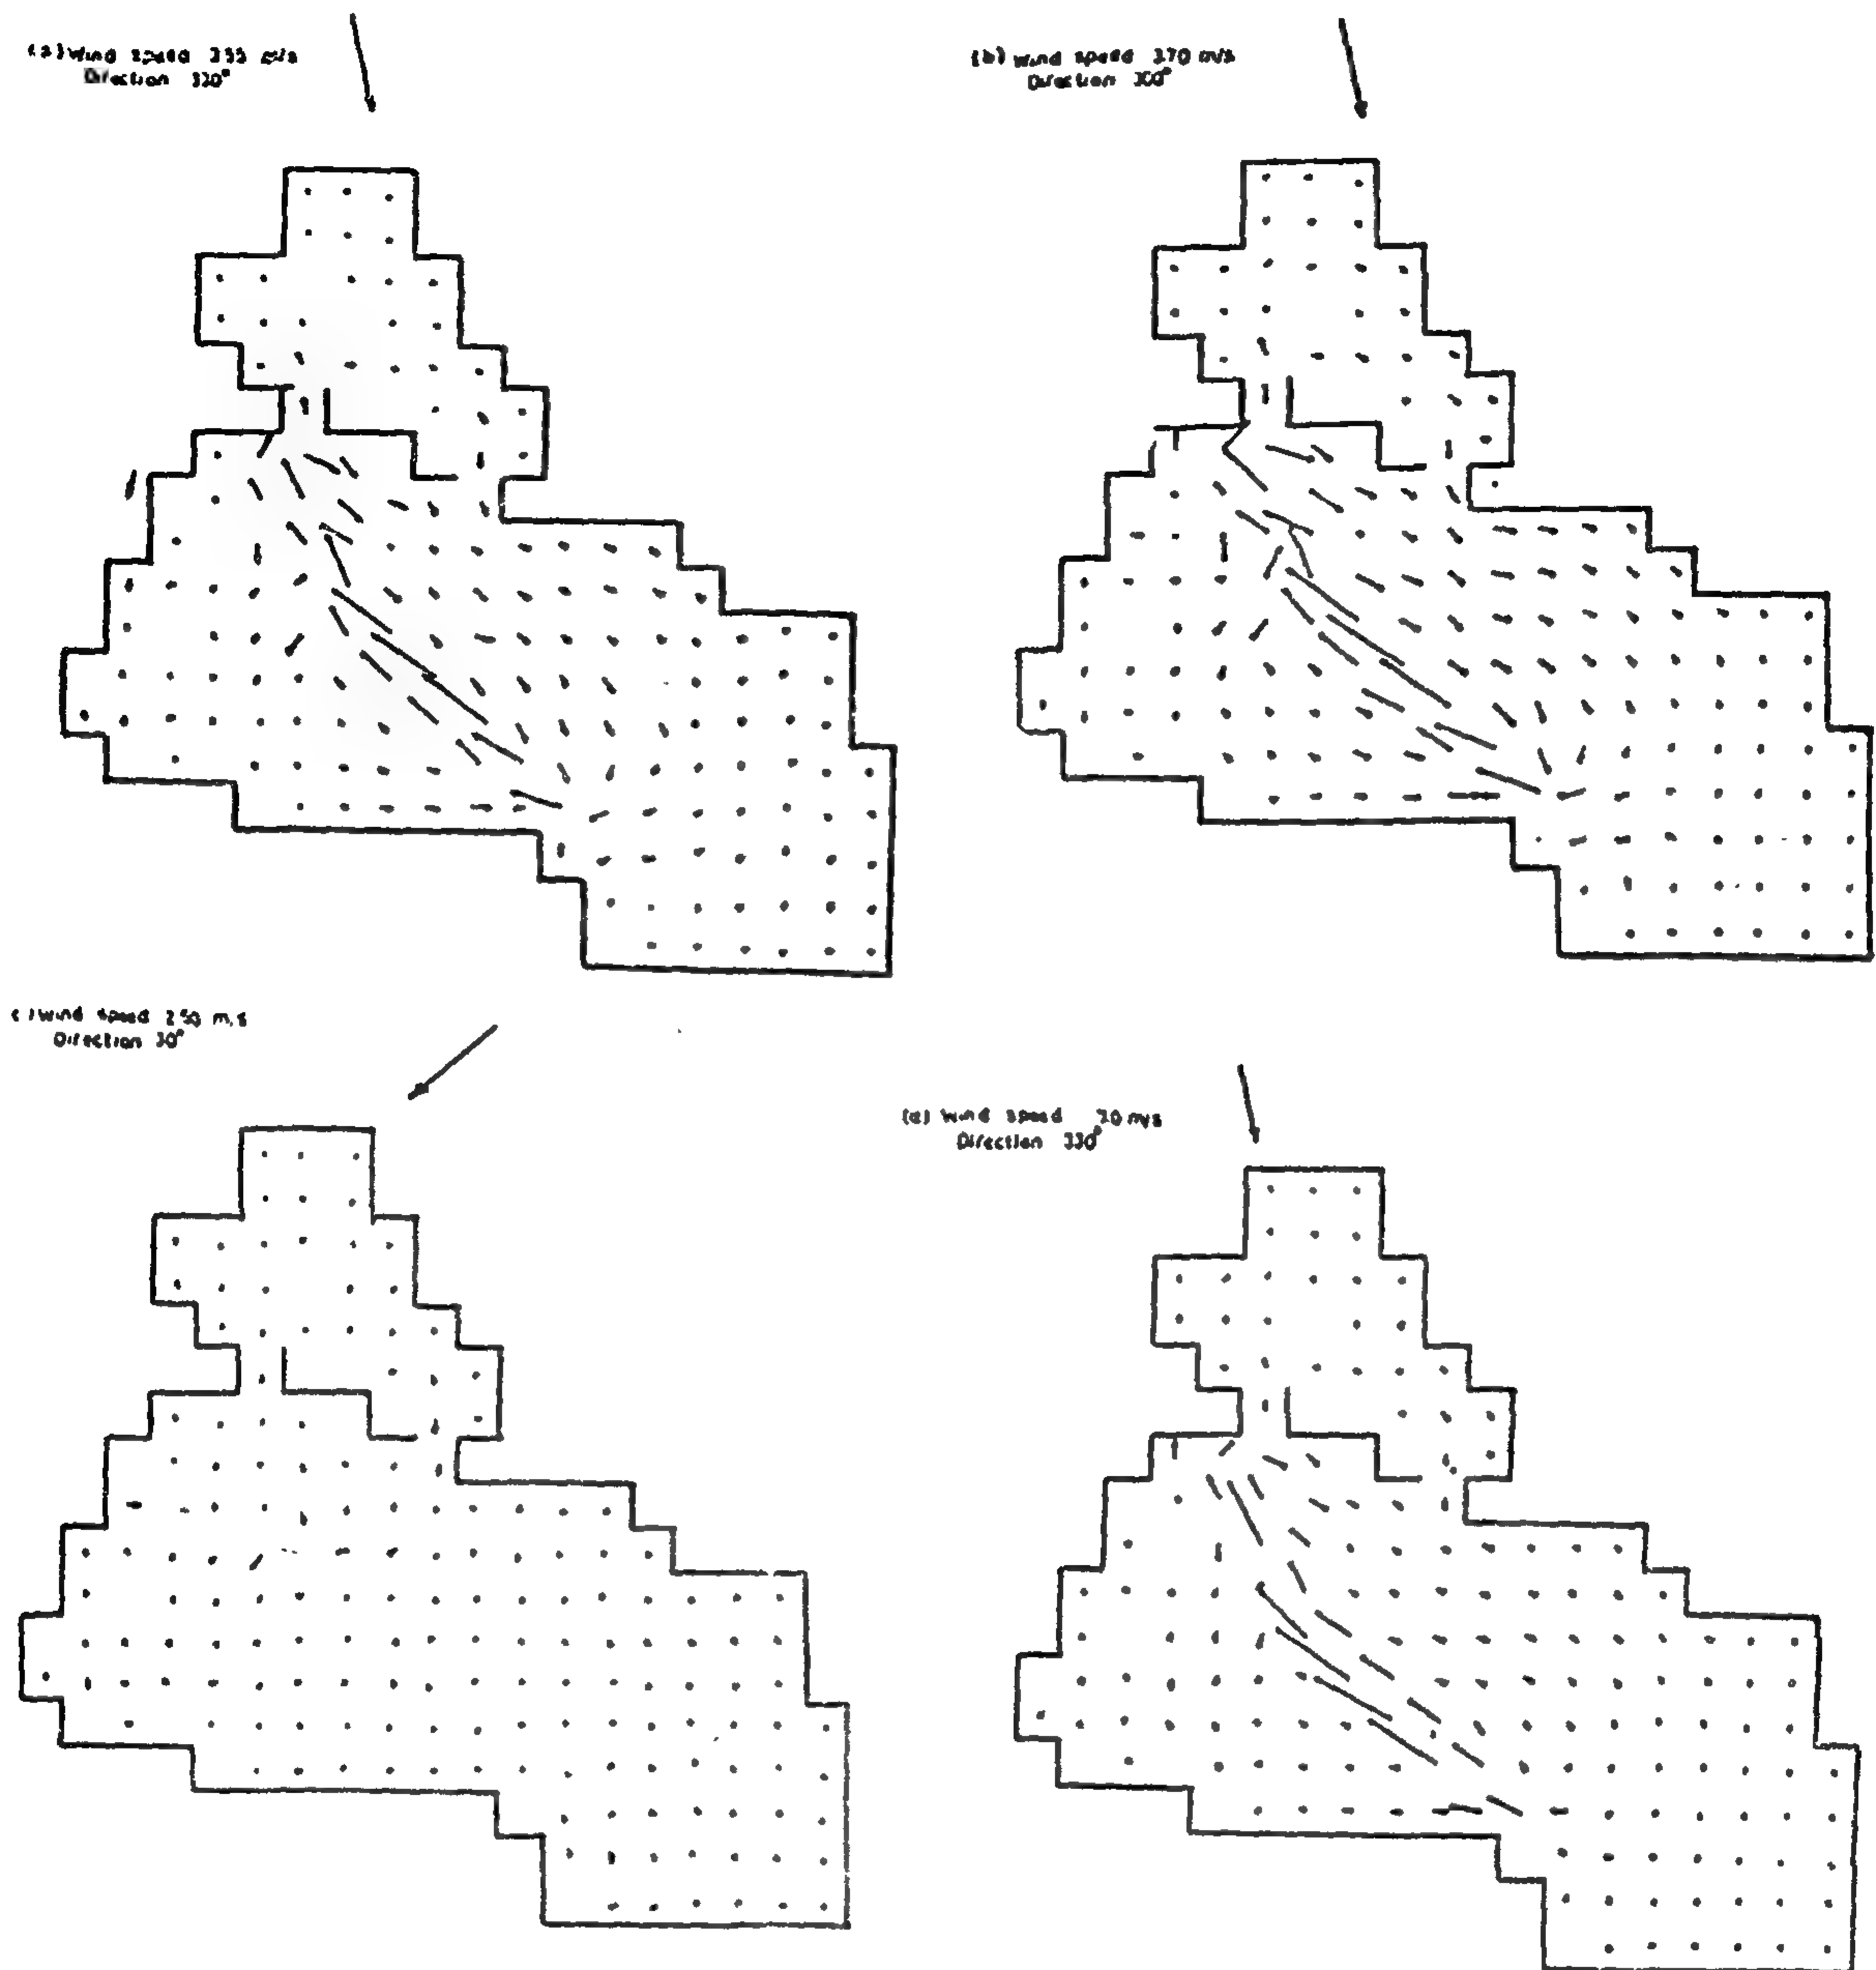 (a) Wind speed 3.55 m/s
Direction 330°
(b) Wind speed 3.70 m/s
Direction
(c) Wind speed 2.50 m/s
Direction 30°
Wind speed m/s
Direction 330°